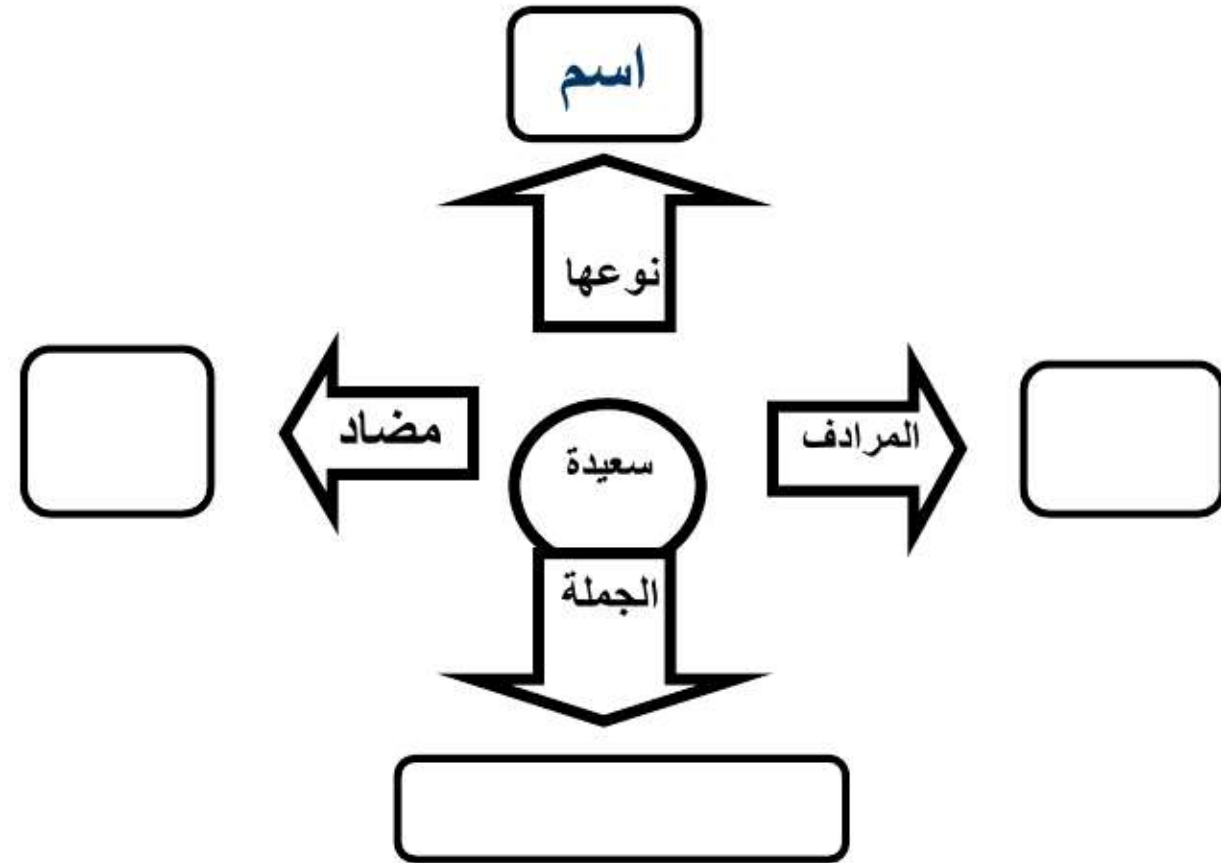 اسم
نوعها
المرادف
سعيدة
مضاد
الجملة